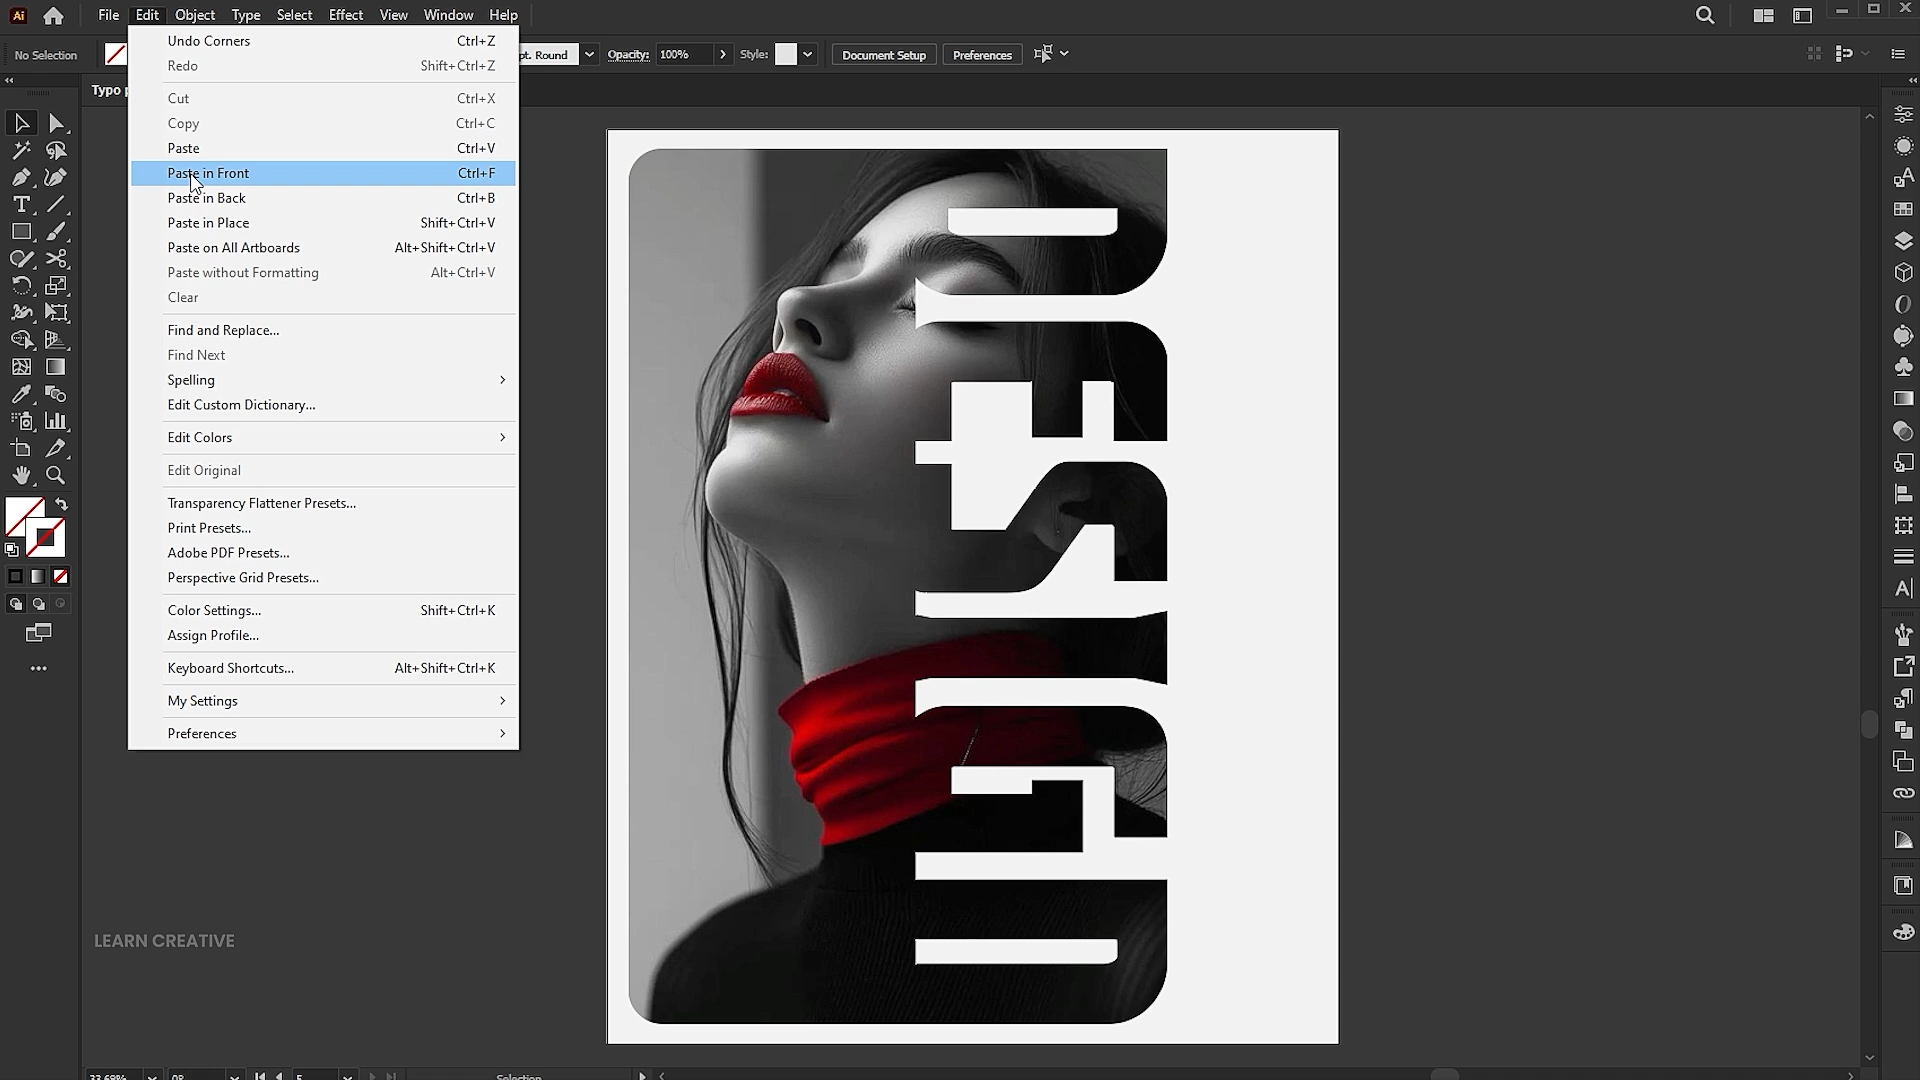 Ai
File Edit Object Type Select Effect View Window Help
No Selection
pt. Round Opacity: 100% Style: Document Setup Preferences
Typo
Undo Corners Ctrl+Z
Redo Shift+Ctrl+Z
Cut Ctrl+X
Copy Ctrl+C
Paste Ctrl+V
Paste in Front Ctrl+F
Paste in Back Ctrl+B
Paste in Place Shift+Ctrl+V
Paste on All Artboards Alt+Shift+Ctrl+V
Paste without Formatting Alt+Ctrl+V
Clear
Find and Replace...
Find Next
Spelling
Edit Custom Dictionary...
Edit Colors
Edit Original
Transparency Flattener Presets...
Print Presets...
Adobe PDF Presets...
Perspective Grid Presets...
Color Settings... Shift+Ctrl+K
Assign Profile...
Keyboard Shortcuts... Alt+Shift+Ctrl+K
My Settings
Preferences
LEARN CREATIVE
33.69% 0° 5 Selection